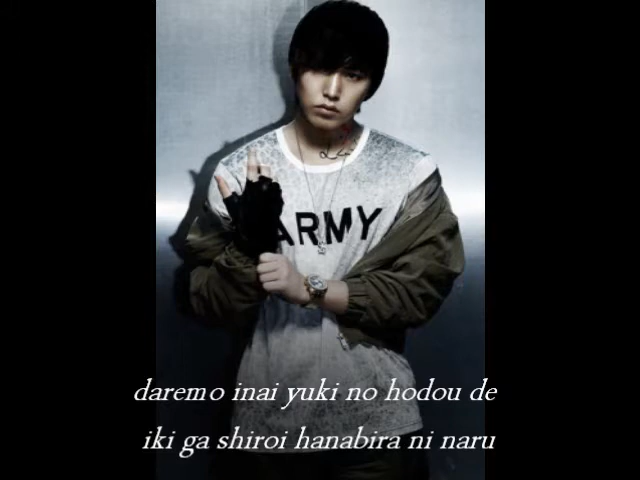 ARMY
daremo inai yuki no hodou de
iki ga shiroi hanabira ni naru